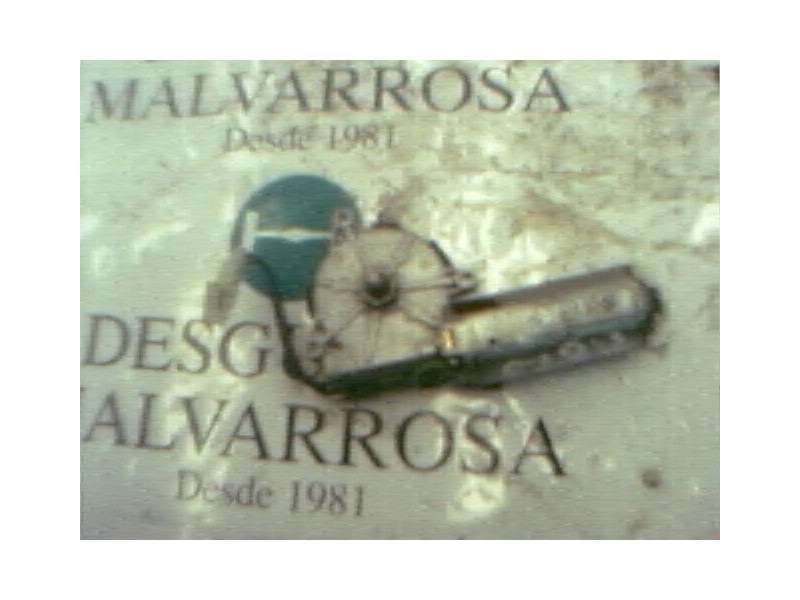 MALVARROSA
Desde 1981
DESG
ALVARROSA
Desde 1981